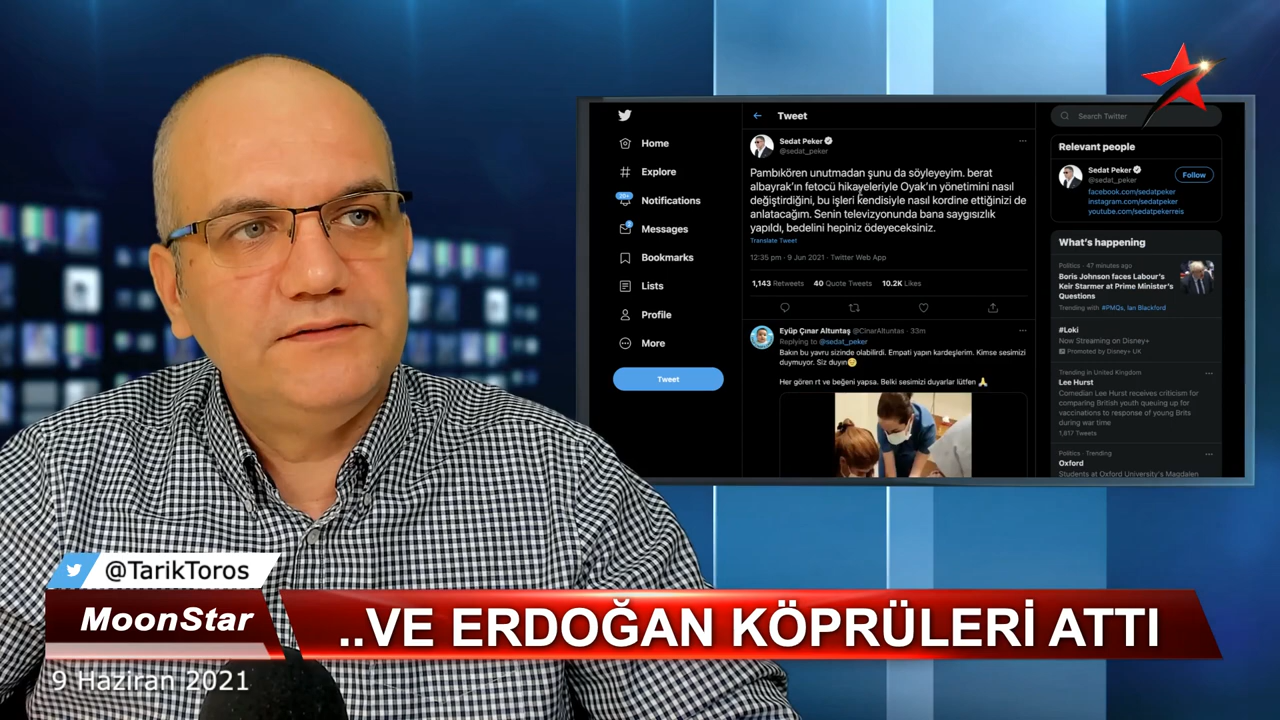 Home
Explore
20+
Notifications
Messages
Bookmarks
Lists
Profile
More
Tweet
Tweet
Sedat Peker
@sedat_peker
Pambıkören unutmadan şunu da söyleyeyim. berat
albayrak'ın fetocü hikayeleriyle Oyak'ın yönetimini nasıl
değiştirdiğini, bu işleri kendisiyle nasıl kordine ettiğinizi de
anlatacağım. Senin televizyonunda bana saygısızlık
yapıldı, bedelini hepiniz ödeyeceksiniz.
Translate Tweet
12:35 pm · 9 Jun 2021 · Twitter Web App
1,143 Retweets 40 Quote Tweets 10.2K Likes
Eyüp Çınar Altuntaş @CinarAltuntas · 33m
Replying to @sedat_peker
Bakın bu yavru sizinde olabilirdi. Empati yapın kardeşlerim. Kimse sesimizi
duymuyor. Siz duyun😢
Her gören rt ve beğeni yapsa. Belki sesimizi duyarlar lütfen 🙏
Search Twitter
Relevant people
Sedat Peker
@sedat_peker
Follow
facebook.com/sedatpeker
instagram.com/sedatpeker
youtube.com/sedatpekerreis
What's happening
Politics · 47 minutes ago
Boris Johnson faces Labour's
Keir Starmer at Prime Minister's
Questions
Trending with #PMQs, Ian Blackford
#Loki
Now Streaming on Disney+
Promoted by Disney+ UK
Trending in United Kingdom
Lee Hurst
Comedian Lee Hurst receives criticism for
comparing British youth queuing up for
vaccinations to response of young Brits
during war time
1,617 Tweets
Politics · Trending
Oxford
Students at Oxford University's Magdalen
@TarikToros
MoonStar
..VE ERDOĞAN KÖPRÜLERİ ATTI
9 Haziran 2021